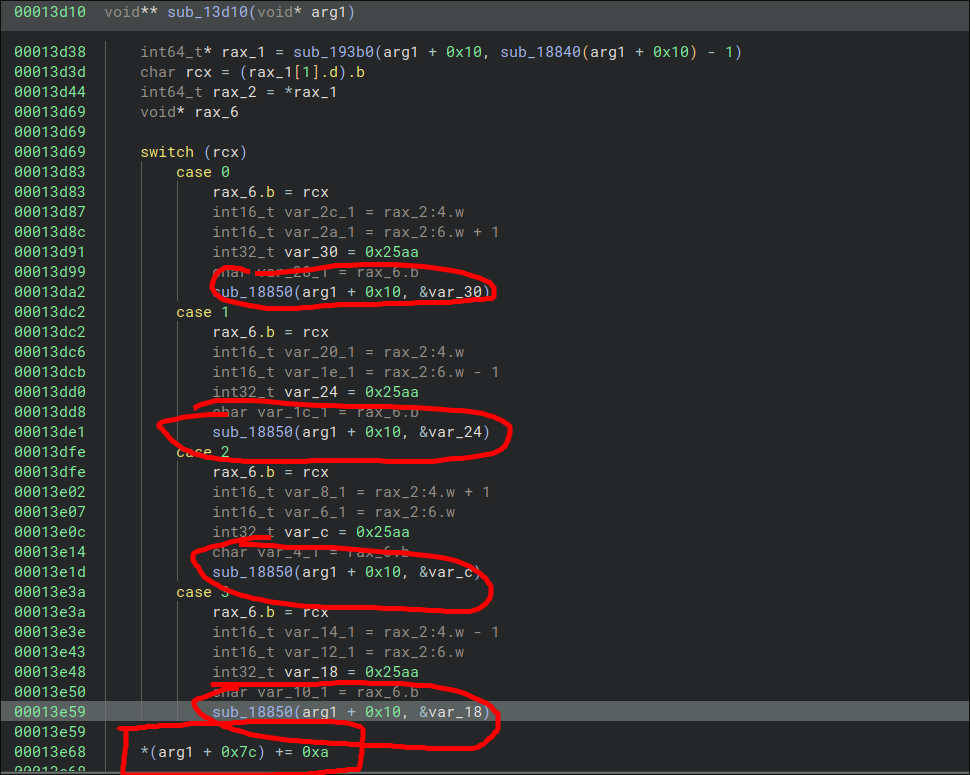 00013d10 void** sub_13d10(void* arg1)
00013d38 int64_t* rax_1 = sub_193b0(arg1 + 0x10, sub_18840(arg1 + 0x10) - 1)
00013d3d char rcx = (rax_1[1].d).b
00013d44 int64_t rax_2 = *rax_1
00013d69 void* rax_6
00013d69
00013d69 switch (rcx)
00013d83 case 0
00013d83 rax_6.b = rcx
00013d87 int16_t var_2c_1 = rax_2:4.w
00013d8c int16_t var_2a_1 = rax_2:6.w + 1
00013d91 int32_t var_30 = 0x25aa
00013d99 char var_28_1 = rax_6.b
00013da2 sub_18850(arg1 + 0x10, &var_30)
00013dc2 case 1
00013dc2 rax_6.b = rcx
00013dc6 int16_t var_20_1 = rax_2:4.w
00013dcb int16_t var_1e_1 = rax_2:6.w - 1
00013dd0 int32_t var_24 = 0x25aa
00013dd8 char var_1c_1 = rax_6.b
00013de1 sub_18850(arg1 + 0x10, &var_24)
00013dfe case 2
00013dfe rax_6.b = rcx
00013e02 int16_t var_8_1 = rax_2:4.w + 1
00013e07 int16_t var_6_1 = rax_2:6.w
00013e0c int32_t var_c = 0x25aa
00013e14 char var_4_1 = rax_6.b
00013e1d sub_18850(arg1 + 0x10, &var_c)
00013e3a case 3
00013e3a rax_6.b = rcx
00013e3e int16_t var_14_1 = rax_2:4.w - 1
00013e43 int16_t var_12_1 = rax_2:6.w
00013e48 int32_t var_18 = 0x25aa
00013e50 char var_10_1 = rax_6.b
00013e59 sub_18850(arg1 + 0x10, &var_18)
00013e59
00013e68 *(arg1 + 0x7c) += 0xa
00013e68